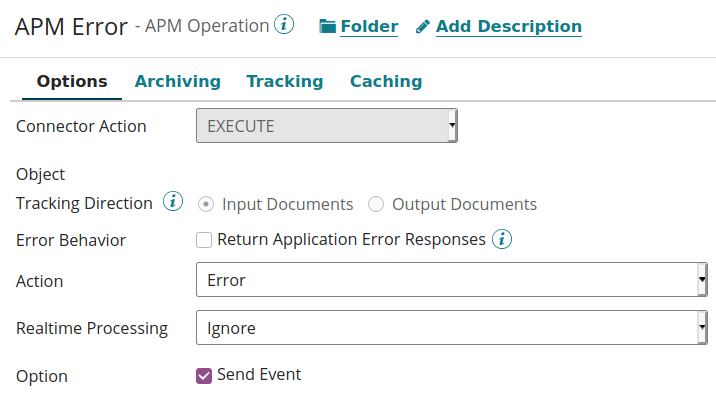 APM Error - APM Operation i Folder Add Description
Options Archiving Tracking Caching
Connector Action EXECUTE
Object
Tracking Direction i Input Documents Output Documents
Error Behavior Return Application Error Responses i
Action Error
Realtime Processing Ignore
Option Send Event